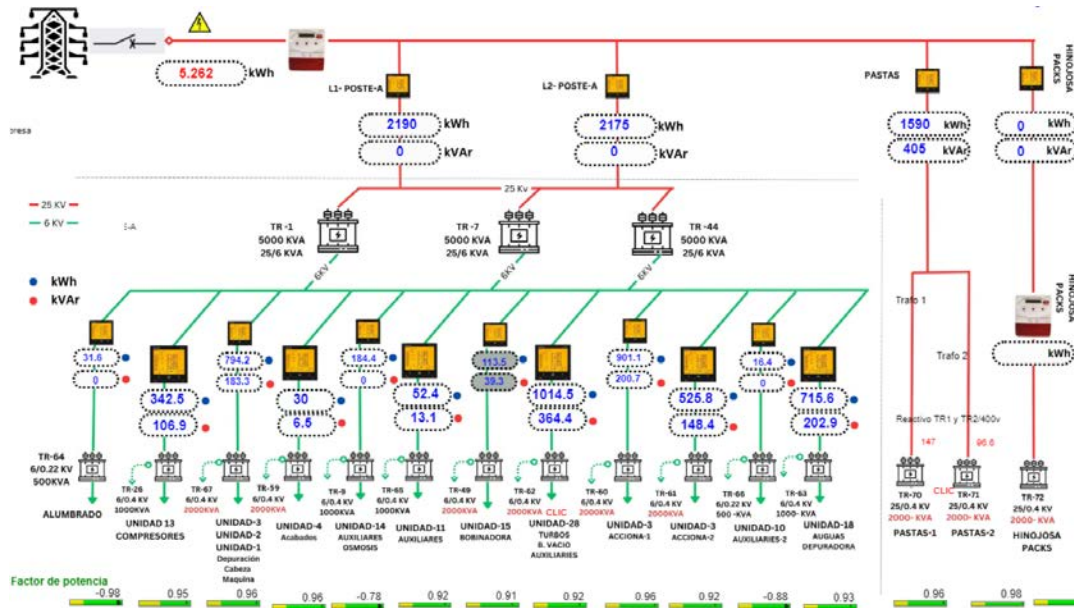 5.262 kWh
L1- POSTE-A
L2- POSTE-A
PASTAS
HINOJOSA PACKS
2190 kWh
0 kVAr
2175 kWh
0 kVAr
1590 kWh
405 kVAr
0 kWh
0 kVAr
presa
25 Kv
25 KV
6 KV
S-A
TR -1
5000 KVA
25/6 KVA
TR -7
5000 KVA
25/6 KVA
TR -44
5000 KVA
25/6 KVA
6KV
6KV
6KV
kWh
kVAr
HINOJOSA PACKS
kWh
Trafo 1
Trafo 2
Reactivo TR1 y TR2/400v
147
96.6
31.6
0
342.5
106.9
794.2
183.3
30
6.5
184.4
0
52.4
13.1
113.5
39.3
1014.5
364.4
901.1
200.7
525.8
148.4
16.4
0
715.6
202.9
TR-64
6/0.22 KV
500KVA
ALUMBRADO
TR-26
6/0.4 KV
1000KVA
UNIDAD 13
COMPRESORES
TR-67
6/0.4 KV
2000KVA
UNIDAD-3
UNIDAD-2
UNIDAD-1
Depuración
Cabeza
Maquina
TR-59
6/0.4 KV
2000KVA
UNIDAD-4
Acabados
TR-9
6/0.4 KV
1000KVA
UNIDAD-14
AUXILIARES
OSMOSIS
TR-65
6/0.4 KV
1000KVA
UNIDAD-11
AUXILIARES
TR-49
6/0.4 KV
2000KVA
UNIDAD-15
BOBINADORA
TR-62
6/0.4 KV
2000KVA
CLIC
UNIDAD-28
TURBOS
B. VACIO
AUXILIARIES
TR-60
6/0.4 KV
2000KVA
UNIDAD-3
ACCIONA-1
TR-61
6/0.4 KV
2000KVA
UNIDAD-3
ACCIONA-2
TR-66
6/0.22 KV
500 -KVA
UNIDAD-10
AUXILIARES-2
TR-63
6/0.4 KV
1000- KVA
UNIDAD-18
AUGUAS
DEPURADORA
TR-70
25/0.4 KV
2000- KVA
PASTAS-1
CLIC
TR-71
25/0.4 KV
2000- KVA
PASTAS-2
TR-72
25/0.4 KV
2000- KVA
HINOJOSA
PACKS
Factor de potencia
-0.98 0.95 0.96 0.96 -0.78 0.92 0.91 0.92 0.96 0.92 -0.88 0.93 0.96 0.98